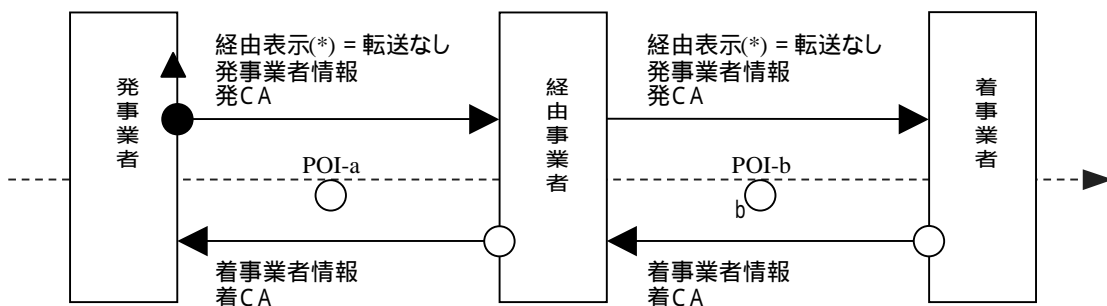 発事業者
経由表示(*) = 転送なし
発事業者情報
発CA
POI-a
着事業者情報
着CA
経由事業者
経由表示(*) = 転送なし
発事業者情報
発CA
POI-b
b
着事業者情報
着CA
着事業者